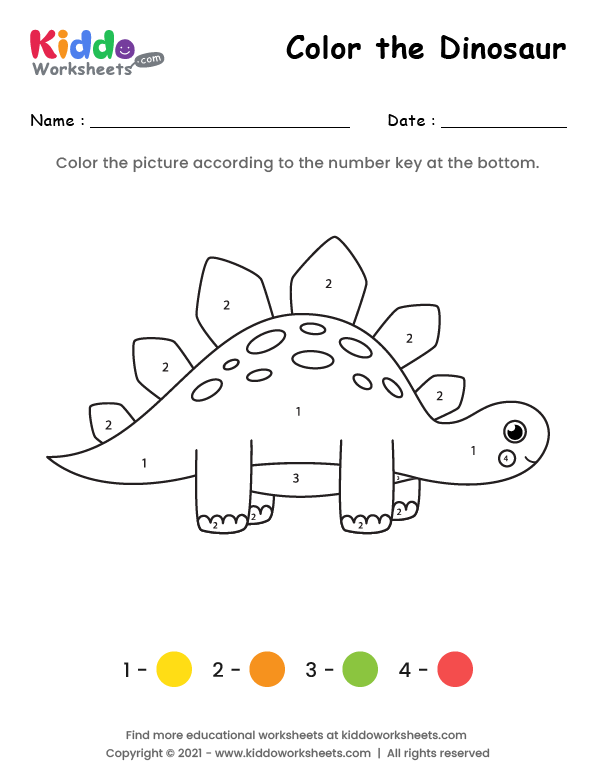 Kiddo
Worksheets.com
Color the Dinosaur
Name :
Date :
Color the picture according to the number key at the bottom.
2
2
2
2
2
2
2
1
1
1
4
3
3
2
2
2
2
1 -
2 -
3 -
4 -
Find more educational worksheets at kiddoworksheets.com
Copyright © 2021 - www.kiddoworksheets.com | All rights reserved